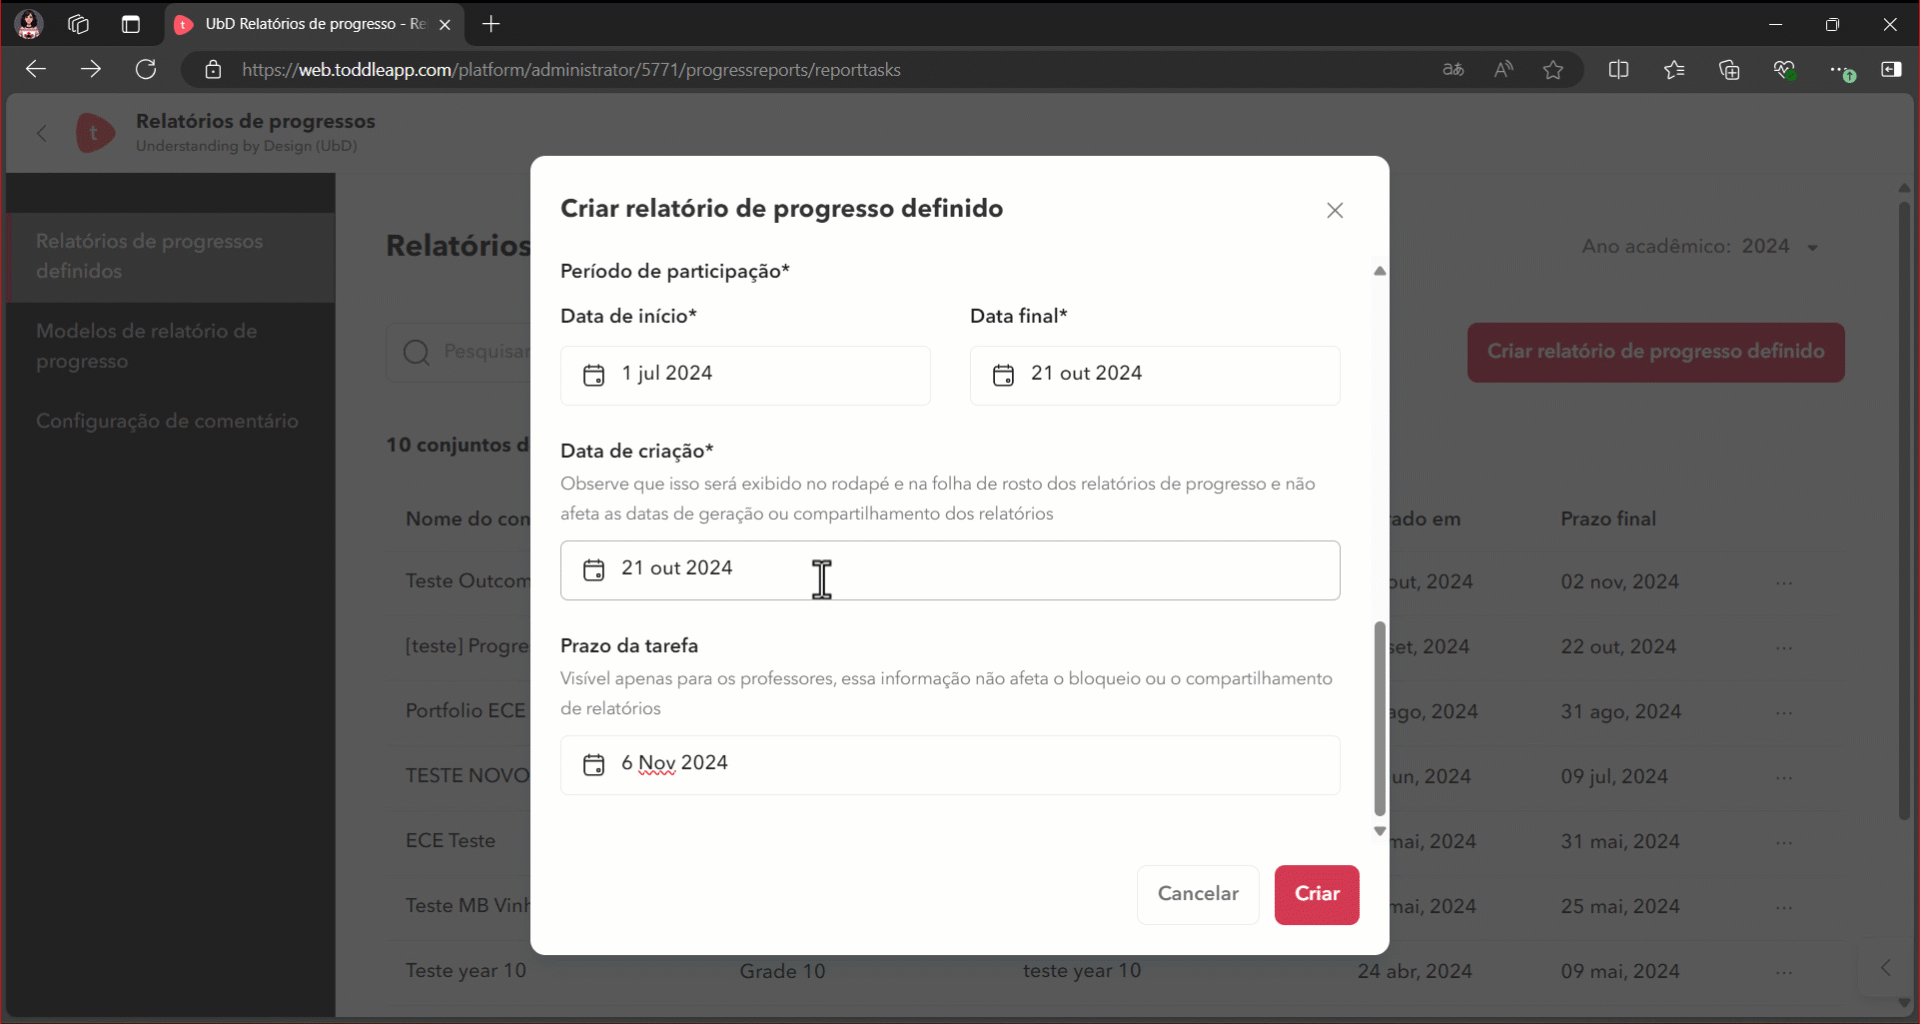 UbD Relatórios de progresso - Re
https://web.toddleapp.com/platform/administrator/5771/progressreports/reporttasks
Relatórios de progressos
Understanding by Design (UbD)
Relatórios de progressos
definidos
Modelos de relatório de
progresso
Configuração de comentário
Relatórios
Ano acadêmico: 2024
Pesquisar
Criar relatório de progresso definido
10 conjuntos d
Nome do con
ado em
Prazo final
Teste Outcom
out, 2024
02 nov, 2024
[teste] Progre
set, 2024
22 out, 2024
Portfolio ECE
ago, 2024
31 ago, 2024
TESTE NOVO
un, 2024
09 jul, 2024
ECE Teste
mai, 2024
31 mai, 2024
Teste MB Vinh
mai, 2024
25 mai, 2024
Teste year 10
Grade 10
teste year 10
24 abr, 2024
09 mai, 2024
Criar relatório de progresso definido
Período de participação*
Data de início*
Data final*
1 jul 2024
21 out 2024
Data de criação*
Observe que isso será exibido no rodapé e na folha de rosto dos relatórios de progresso e não
afeta as datas de geração ou compartilhamento dos relatórios
21 out 2024
Prazo da tarefa
Visível apenas para os professores, essa informação não afeta o bloqueio ou o compartilhamento
de relatórios
6 Nov 2024
Cancelar
Criar